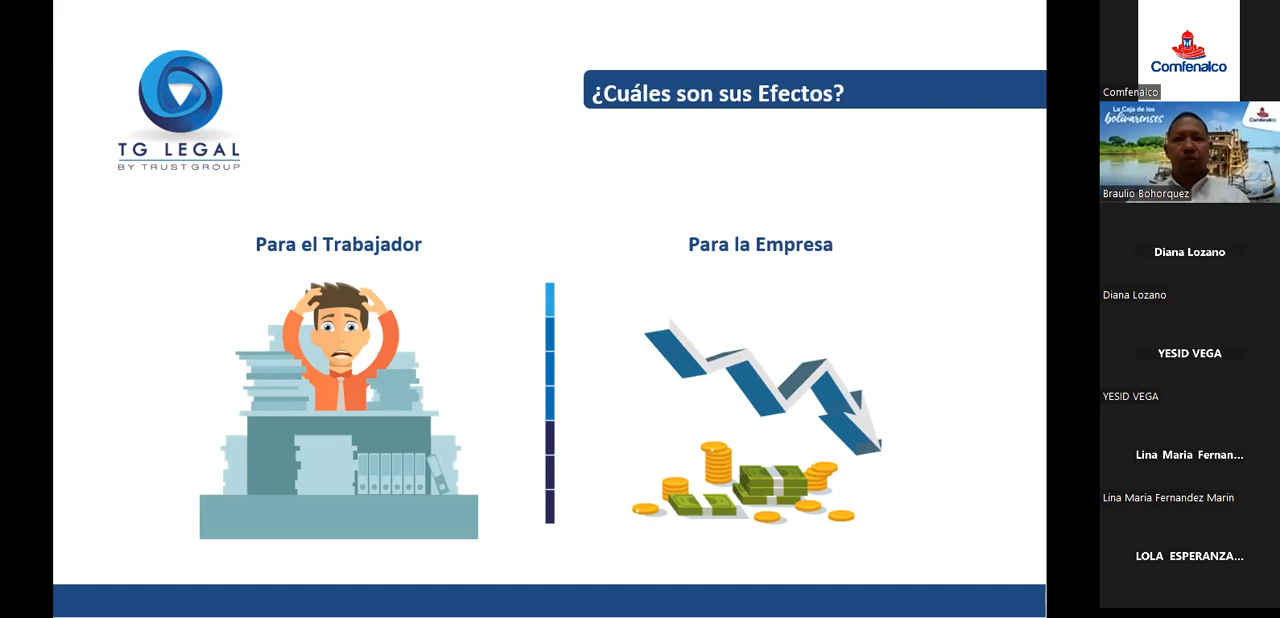 TG LEGAL
BY TRUSTGROUP
¿Cuáles son sus Efectos?
Para el Trabajador
Para la Empresa
Comfenalco
Comfenalco
La Caja de los
bolivarenses
Comfenalco
Braulio Bohorquez
Diana Lozano
Diana Lozano
YESID VEGA
YESID VEGA
Lina Maria Fernan...
Lina Maria Fernandez Marin
LOLA ESPERANZA...